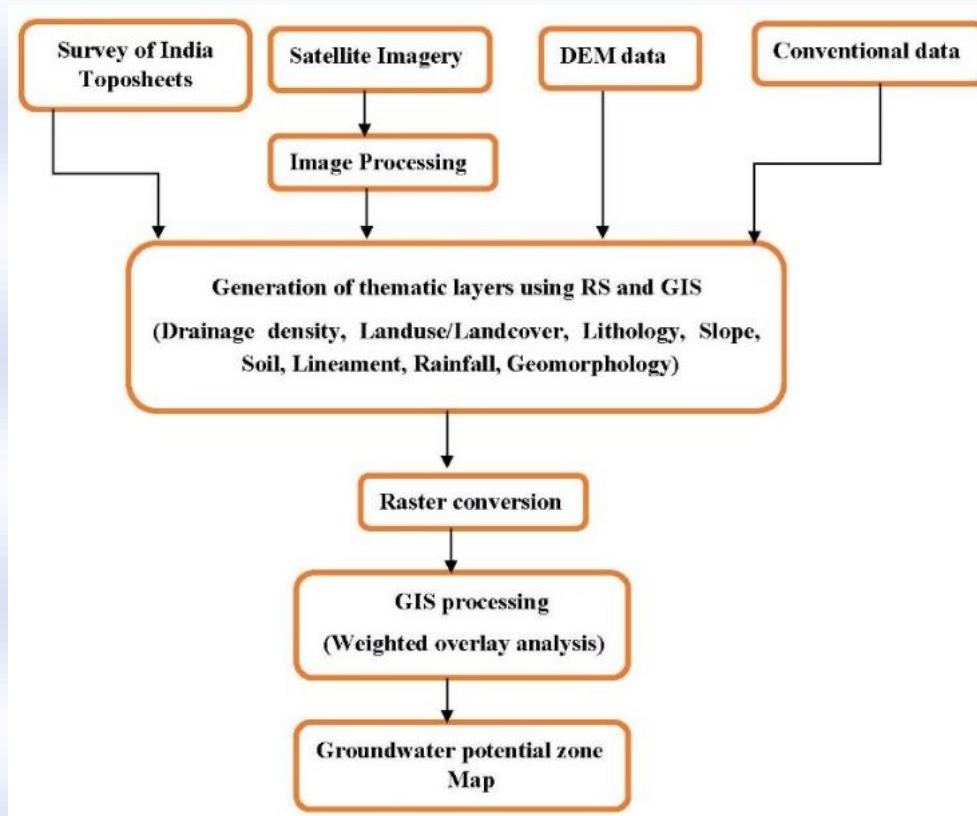 Survey of India
Toposheets
Satellite Imagery
DEM data
Conventional data
Image Processing
Generation of thematic layers using RS and GIS
(Drainage density, Landuse/Landcover, Lithology, Slope,
Soil, Lineament, Rainfall, Geomorphology)
Raster conversion
GIS processing
(Weighted overlay analysis)
Groundwater potential zone
Map